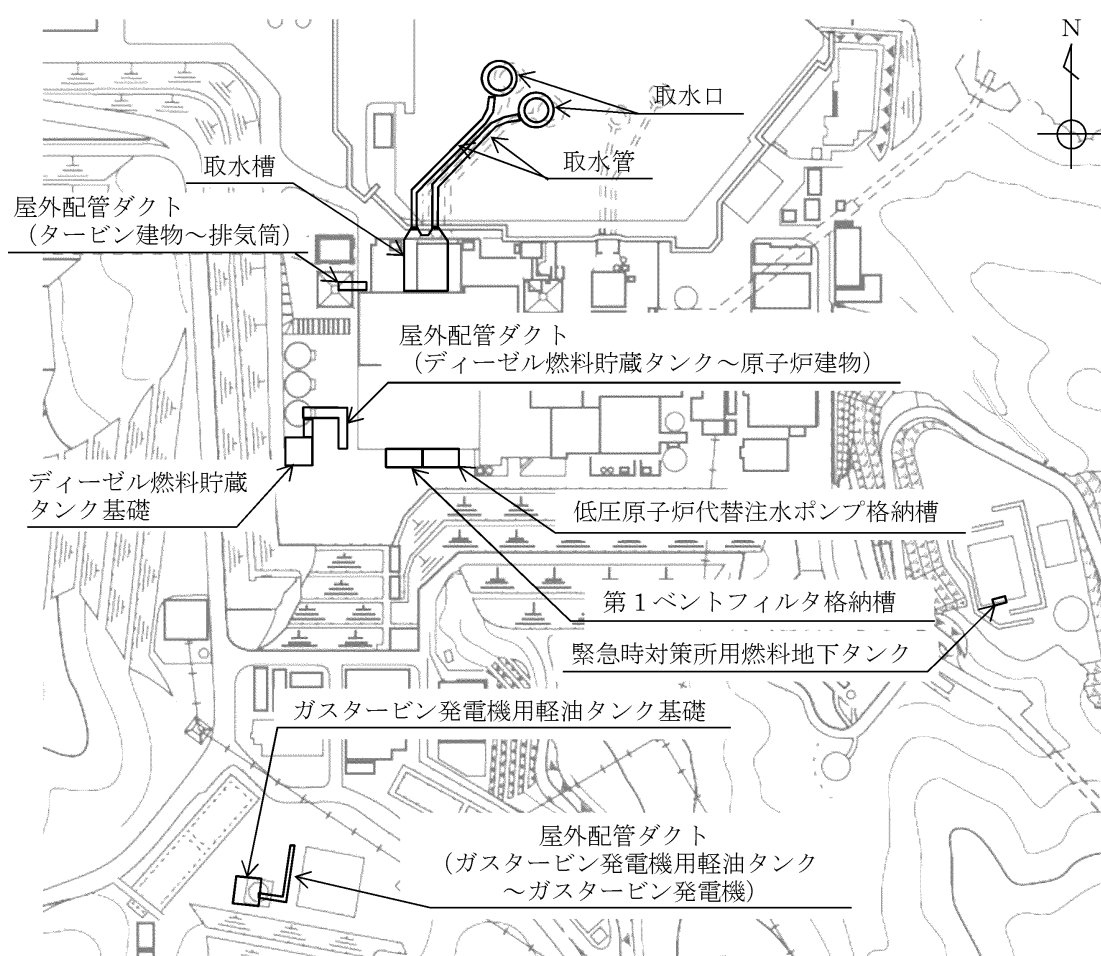 N
取水口
取水管
取水槽
屋外配管ダクト
（タービン建物～排気筒）
屋外配管ダクト
（ディーゼル燃料貯蔵タンク～原子炉建物）
ディーゼル燃料貯蔵
タンク基礎
低圧原子炉代替注水ポンプ格納槽
第１ベントフィルタ格納槽
緊急時対策所用燃料地下タンク
ガスタービン発電機用軽油タンク基礎
屋外配管ダクト
（ガスタービン発電機用軽油タンク
～ガスタービン発電機）